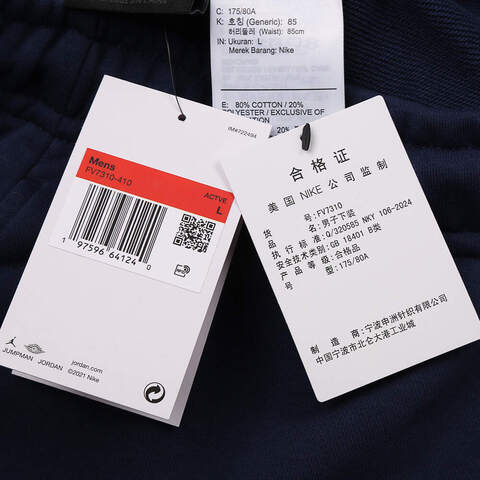 C: 175/80A
K: 호칭 (Generic): 85
허리둘레 (Waist): 85cm
IN: Ukuran: L
Merek Barang: Nike
E: 80% COTTON / 20%
POLYESTER / EXCLUSIVE
OF DECORATION
20%
IM4722494
Mens
FV7310-410
ACTVE
L
1 97595 64124 0
JUMPMAN JORDAN
jordan.com
©2021 Nike
合格证
美国 NIKE 公司监制
货号:FV7310
品名:男子下装
执行标准:Q/320585 NKY 106-2024
安全技术类别:GB 18401 B类
产品等级:合格品
型:175/80A
制造商:宁波申洲针织有限公司
中国宁波市北仑大港工业城